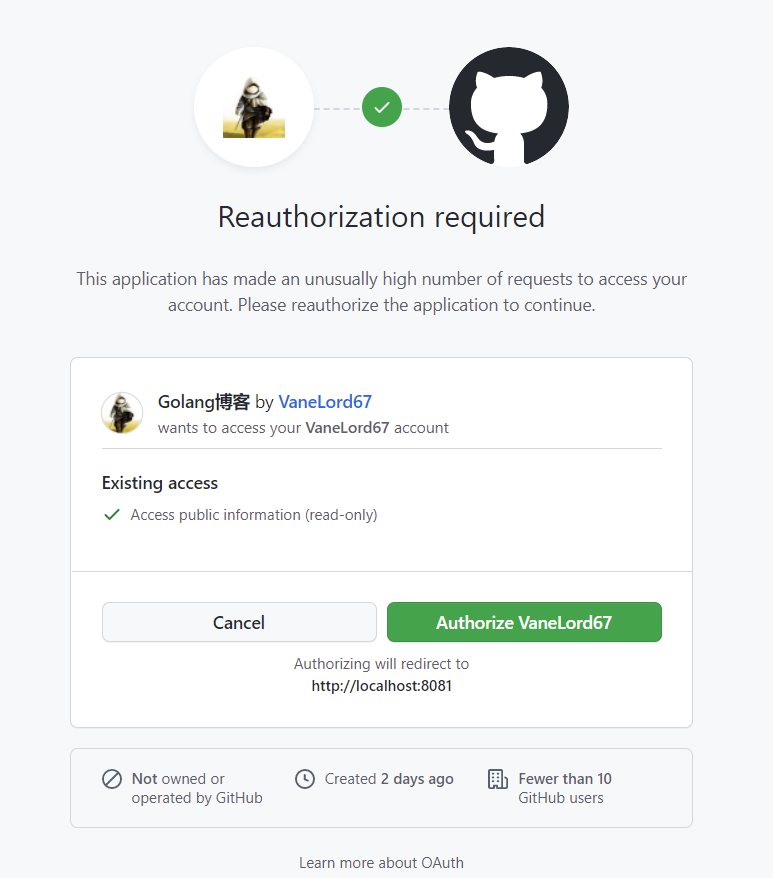 Reauthorization required
This application has made an unusually high number of requests to access your
account. Please reauthorize the application to continue.
Golang博客 by VaneLord67
wants to access your VaneLord67 account
Existing access
Access public information (read-only)
Cancel
Authorize VaneLord67
Authorizing will redirect to
http://localhost:8081
Not owned or
operated by GitHub
Created 2 days ago
Fewer than 10
GitHub users
Learn more about OAuth